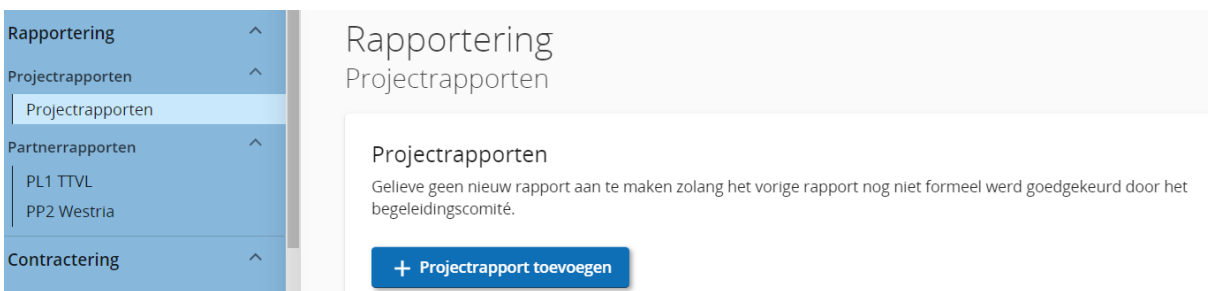 Rapportering
Projectrapporten
Projectrapporten
Partnerrapporten
PL1 TTVL
PP2 Westria
Contractering
Rapportering
Projectrapporten
Projectrapporten
Gelieve geen nieuw rapport aan te maken zolang het vorige rapport nog niet formeel werd goedgekeurd door het
begeleidingscomité.
+ Projectrapport toevoegen